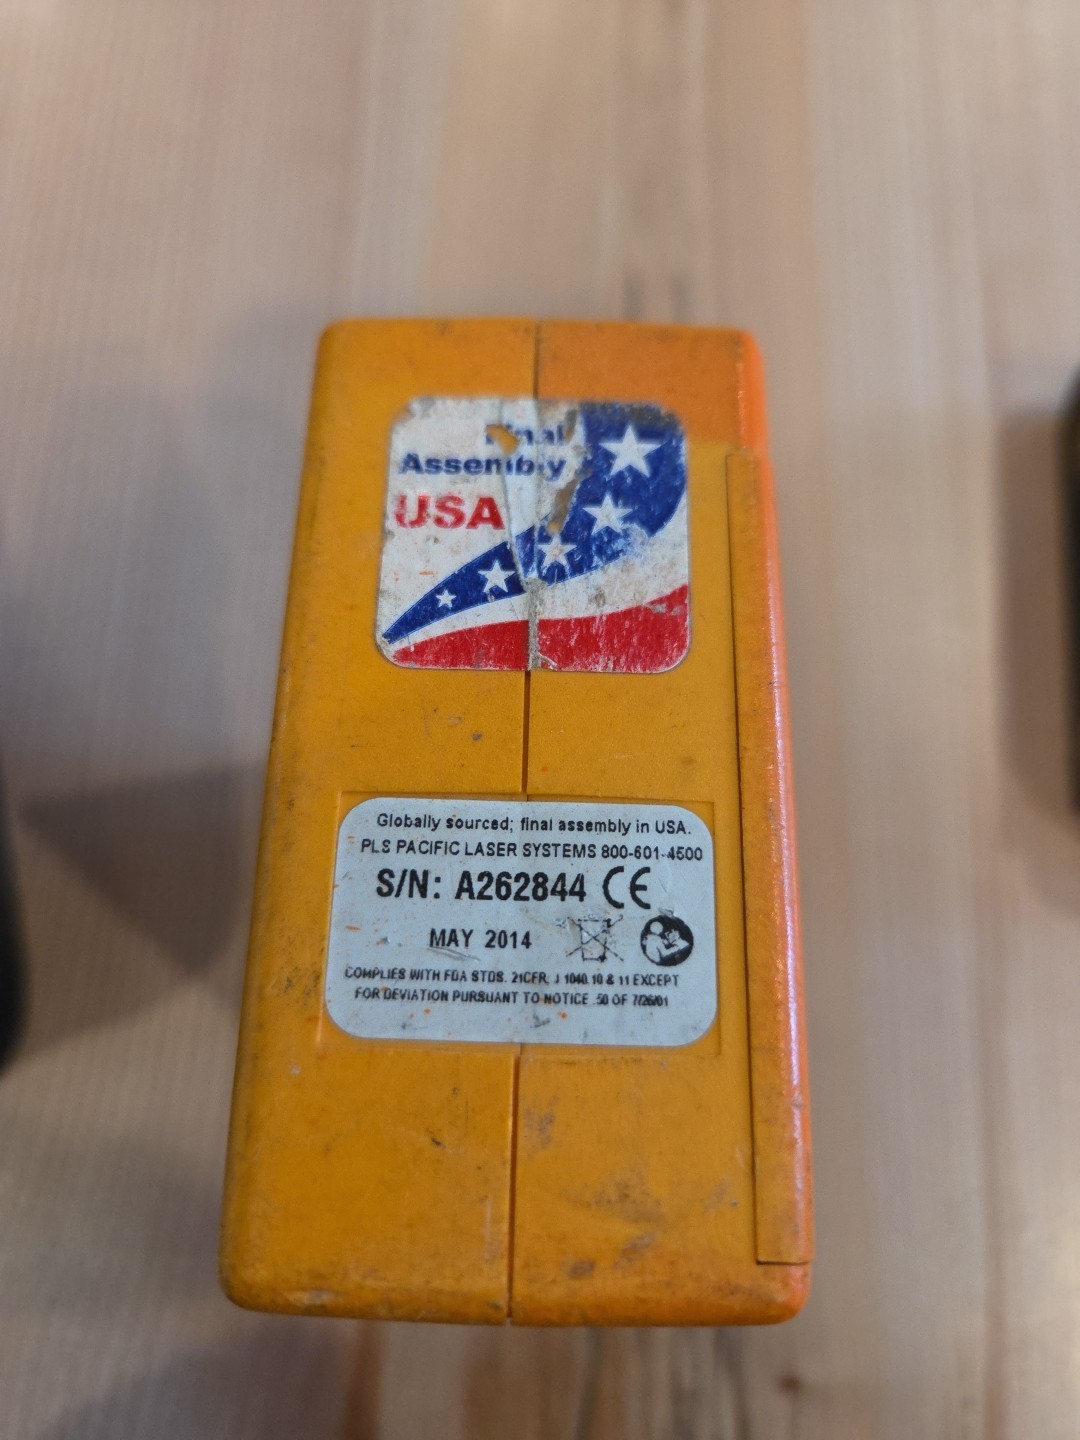 Final
Assembly
USA
Globally sourced; final assembly in USA.
PLS PACIFIC LASER SYSTEMS 800-601-4500
S/N: A262844 CE
MAY 2014
COMPLIES WITH FDA STDS. 21CFR, J 1040.10 & 11 EXCEPT
FOR DEVIATION PURSUANT TO NOTICE 50 OF 7/26/01